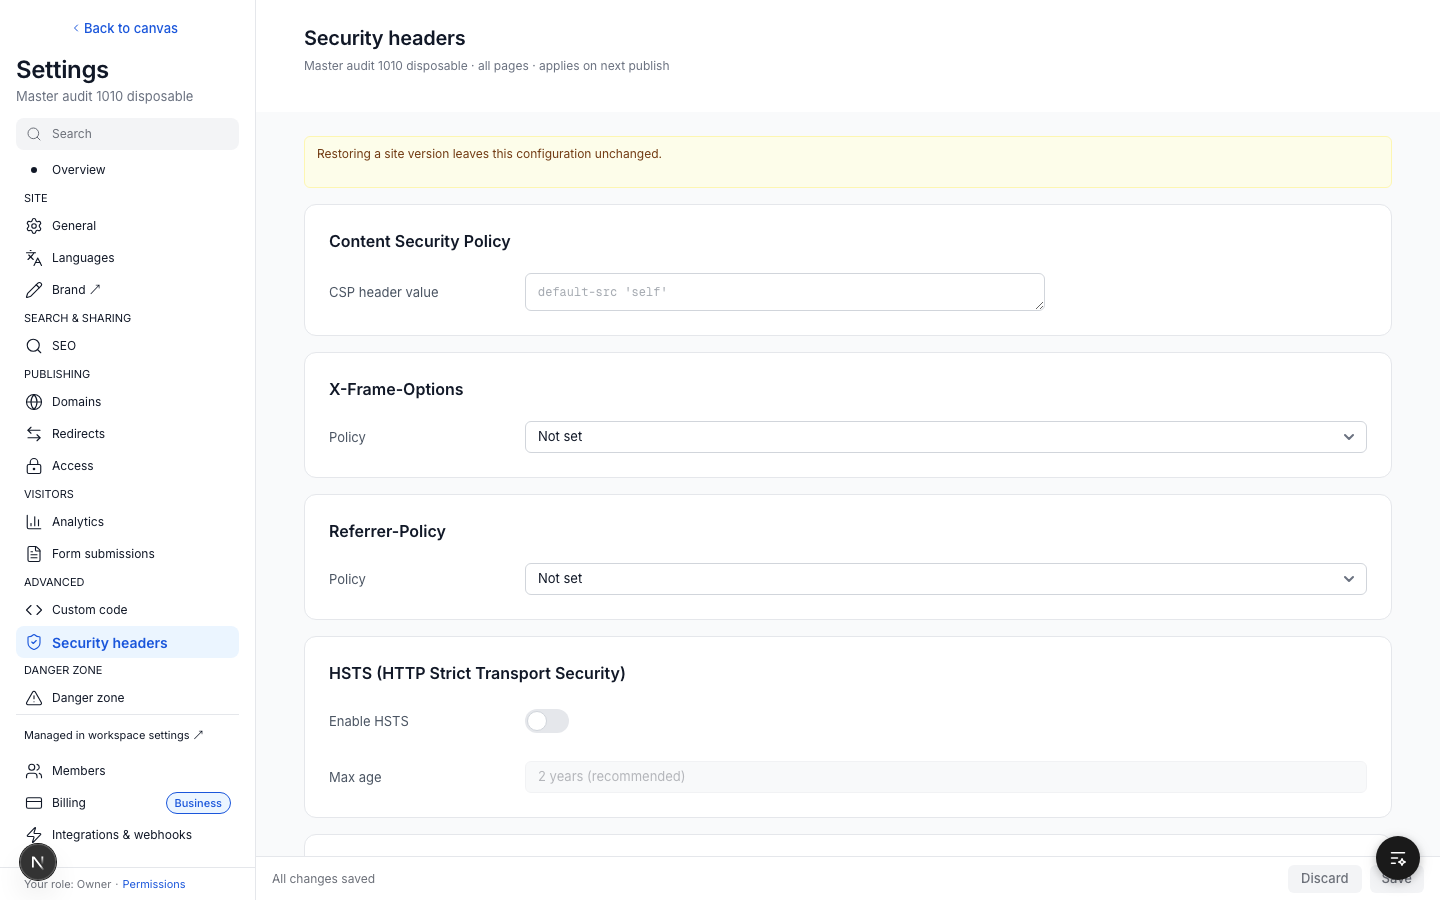 Back to canvas
Settings
Master audit 1010 disposable
Search
Overview
SITE
General
Languages
Brand ↗
SEARCH & SHARING
SEO
PUBLISHING
Domains
Redirects
Access
VISITORS
Analytics
Form submissions
ADVANCED
Custom code
Security headers
DANGER ZONE
Danger zone
Managed in workspace settings ↗
Members
Billing Business
Integrations & webhooks
N
Your role: Owner · Permissions
Security headers
Master audit 1010 disposable · all pages · applies on next publish
Restoring a site version leaves this configuration unchanged.
Content Security Policy
CSP header value default-src 'self'
X-Frame-Options
Policy Not set
Referrer-Policy
Policy Not set
HSTS (HTTP Strict Transport Security)
Enable HSTS
Max age 2 years (recommended)
All changes saved Discard Save